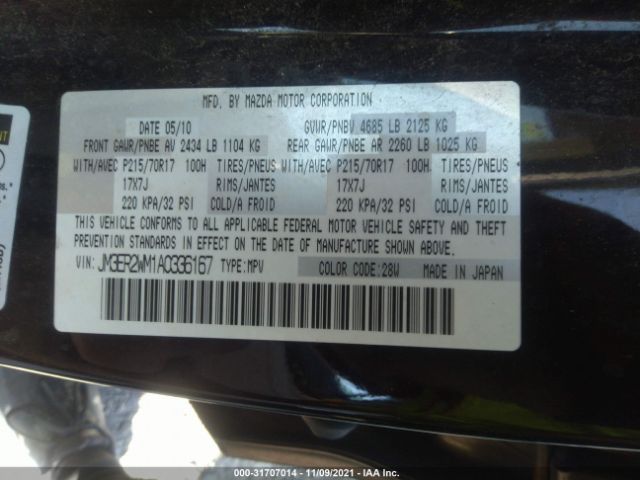 MFD. BY MAZDA MOTOR CORPORATION
DATE 05/10 GVWR/PNBV 4685 LB 2125 KG
FRONT GAWR/PNBE AV 2434 LB 1104 KG REAR GAWR/PNBE AR 2260 LB 1025 KG
WITH/AVEC P215/70R17 100H TIRES/PNEUS WITH/AVEC P215/70R17 100H TIRES/PNEUS
17X7J RIMS/JANTES 17X7J RIMS/JANTES
220 KPA/32 PSI COLD/A FROID 220 KPA/32 PSI COLD/A FROID
THIS VEHICLE CONFORMS TO ALL APPLICABLE FEDERAL MOTOR VEHICLE SAFETY AND THEFT
PREVENTION STANDARDS IN EFFECT ON THE DATE OF MANUFACTURE SHOWN ABOVE.
VIN: JM3ER2WM1A0336167 TYPE:MPV COLOR CODE:28W MADE IN JAPAN
000-31707014 - 11/09/2021 - IAA Inc.